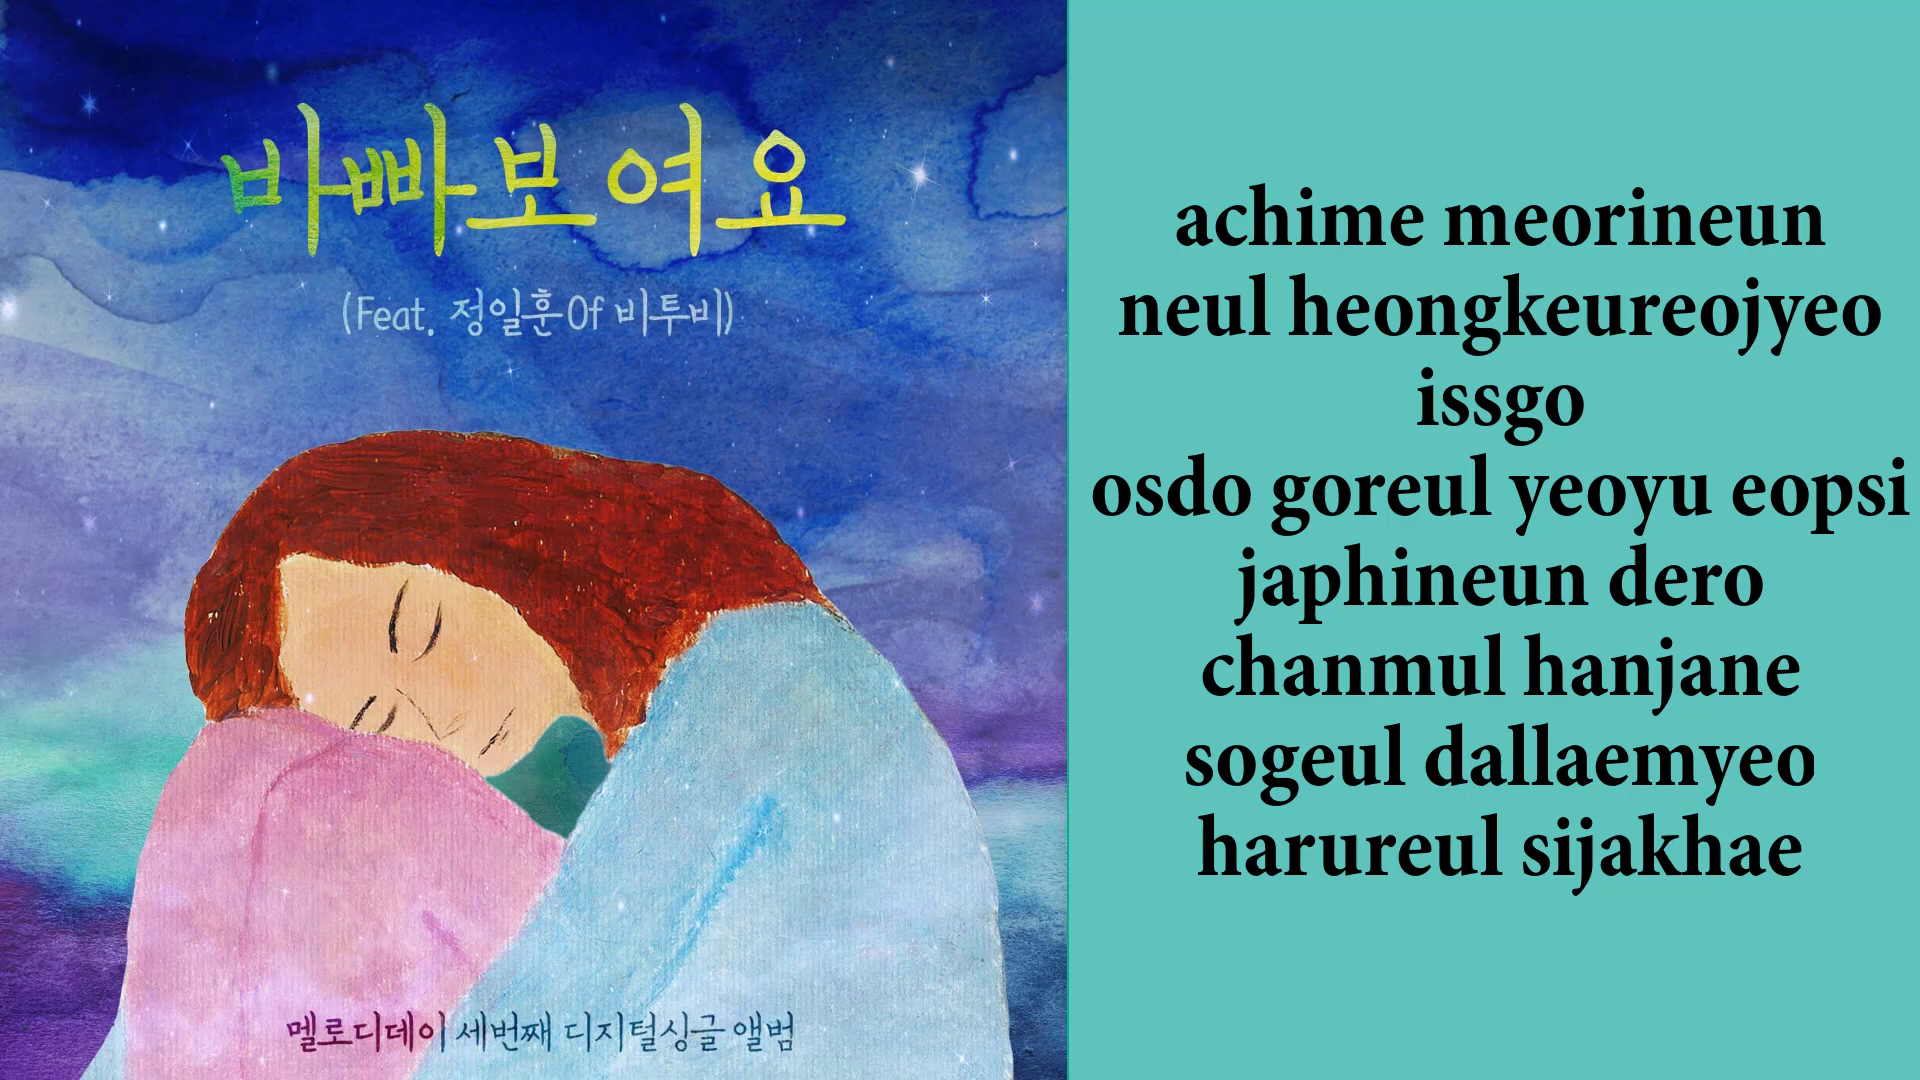 바빠보여요
(Feat. 정일훈 Of 비투비)
멜로디데이 세번째 디지털싱글 앨범
achime meorineun
neul heongkeureojyeo
issgo
osdo goreul yeoyu eopsi
japhineun dero
chanmul hanjane
sogeul dallaemyeo
harureul sijakhae